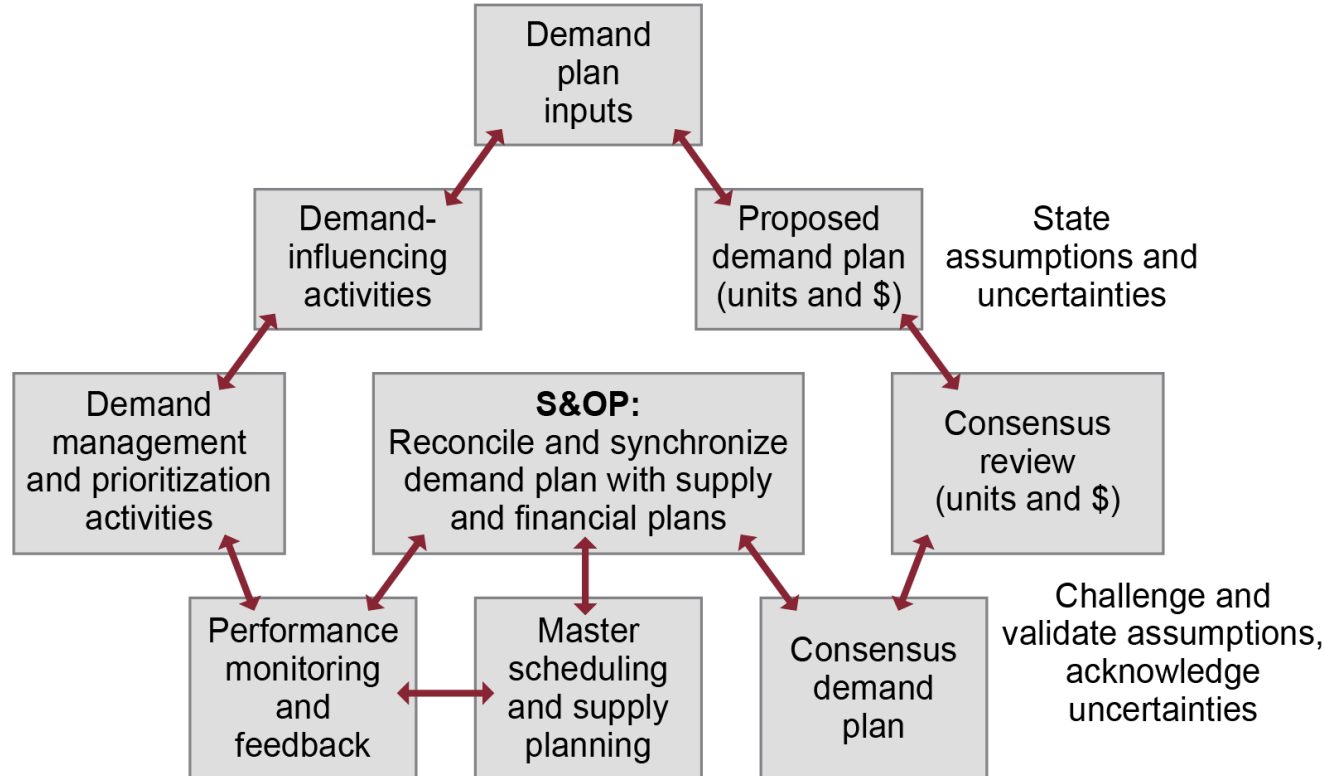 Demand
plan
inputs
Demand-
influencing
activities
Proposed
demand plan
(units and $)
State
assumptions and
uncertainties
Demand
management
and prioritization
activities
S&OP:
Reconcile and synchronize
demand plan with supply
and financial plans
Consensus
review
(units and $)
Performance
monitoring
and
feedback
Master
scheduling
and supply
planning
Consensus
demand
plan
Challenge and
validate assumptions,
acknowledge
uncertainties